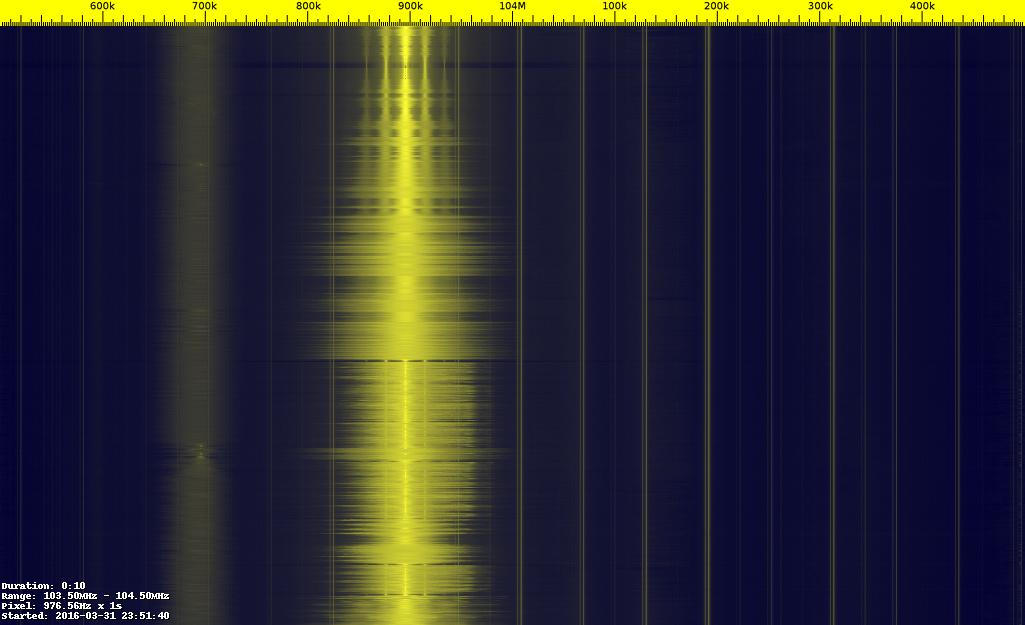 600k 700k 800k 900k 104M 100k 200k 300k 400k
Duration: 0:10
Range: 103.50MHz - 104.50MHz
Pixel: 976.56Hz x 1s
Started: 2016-03-31 23:51:40